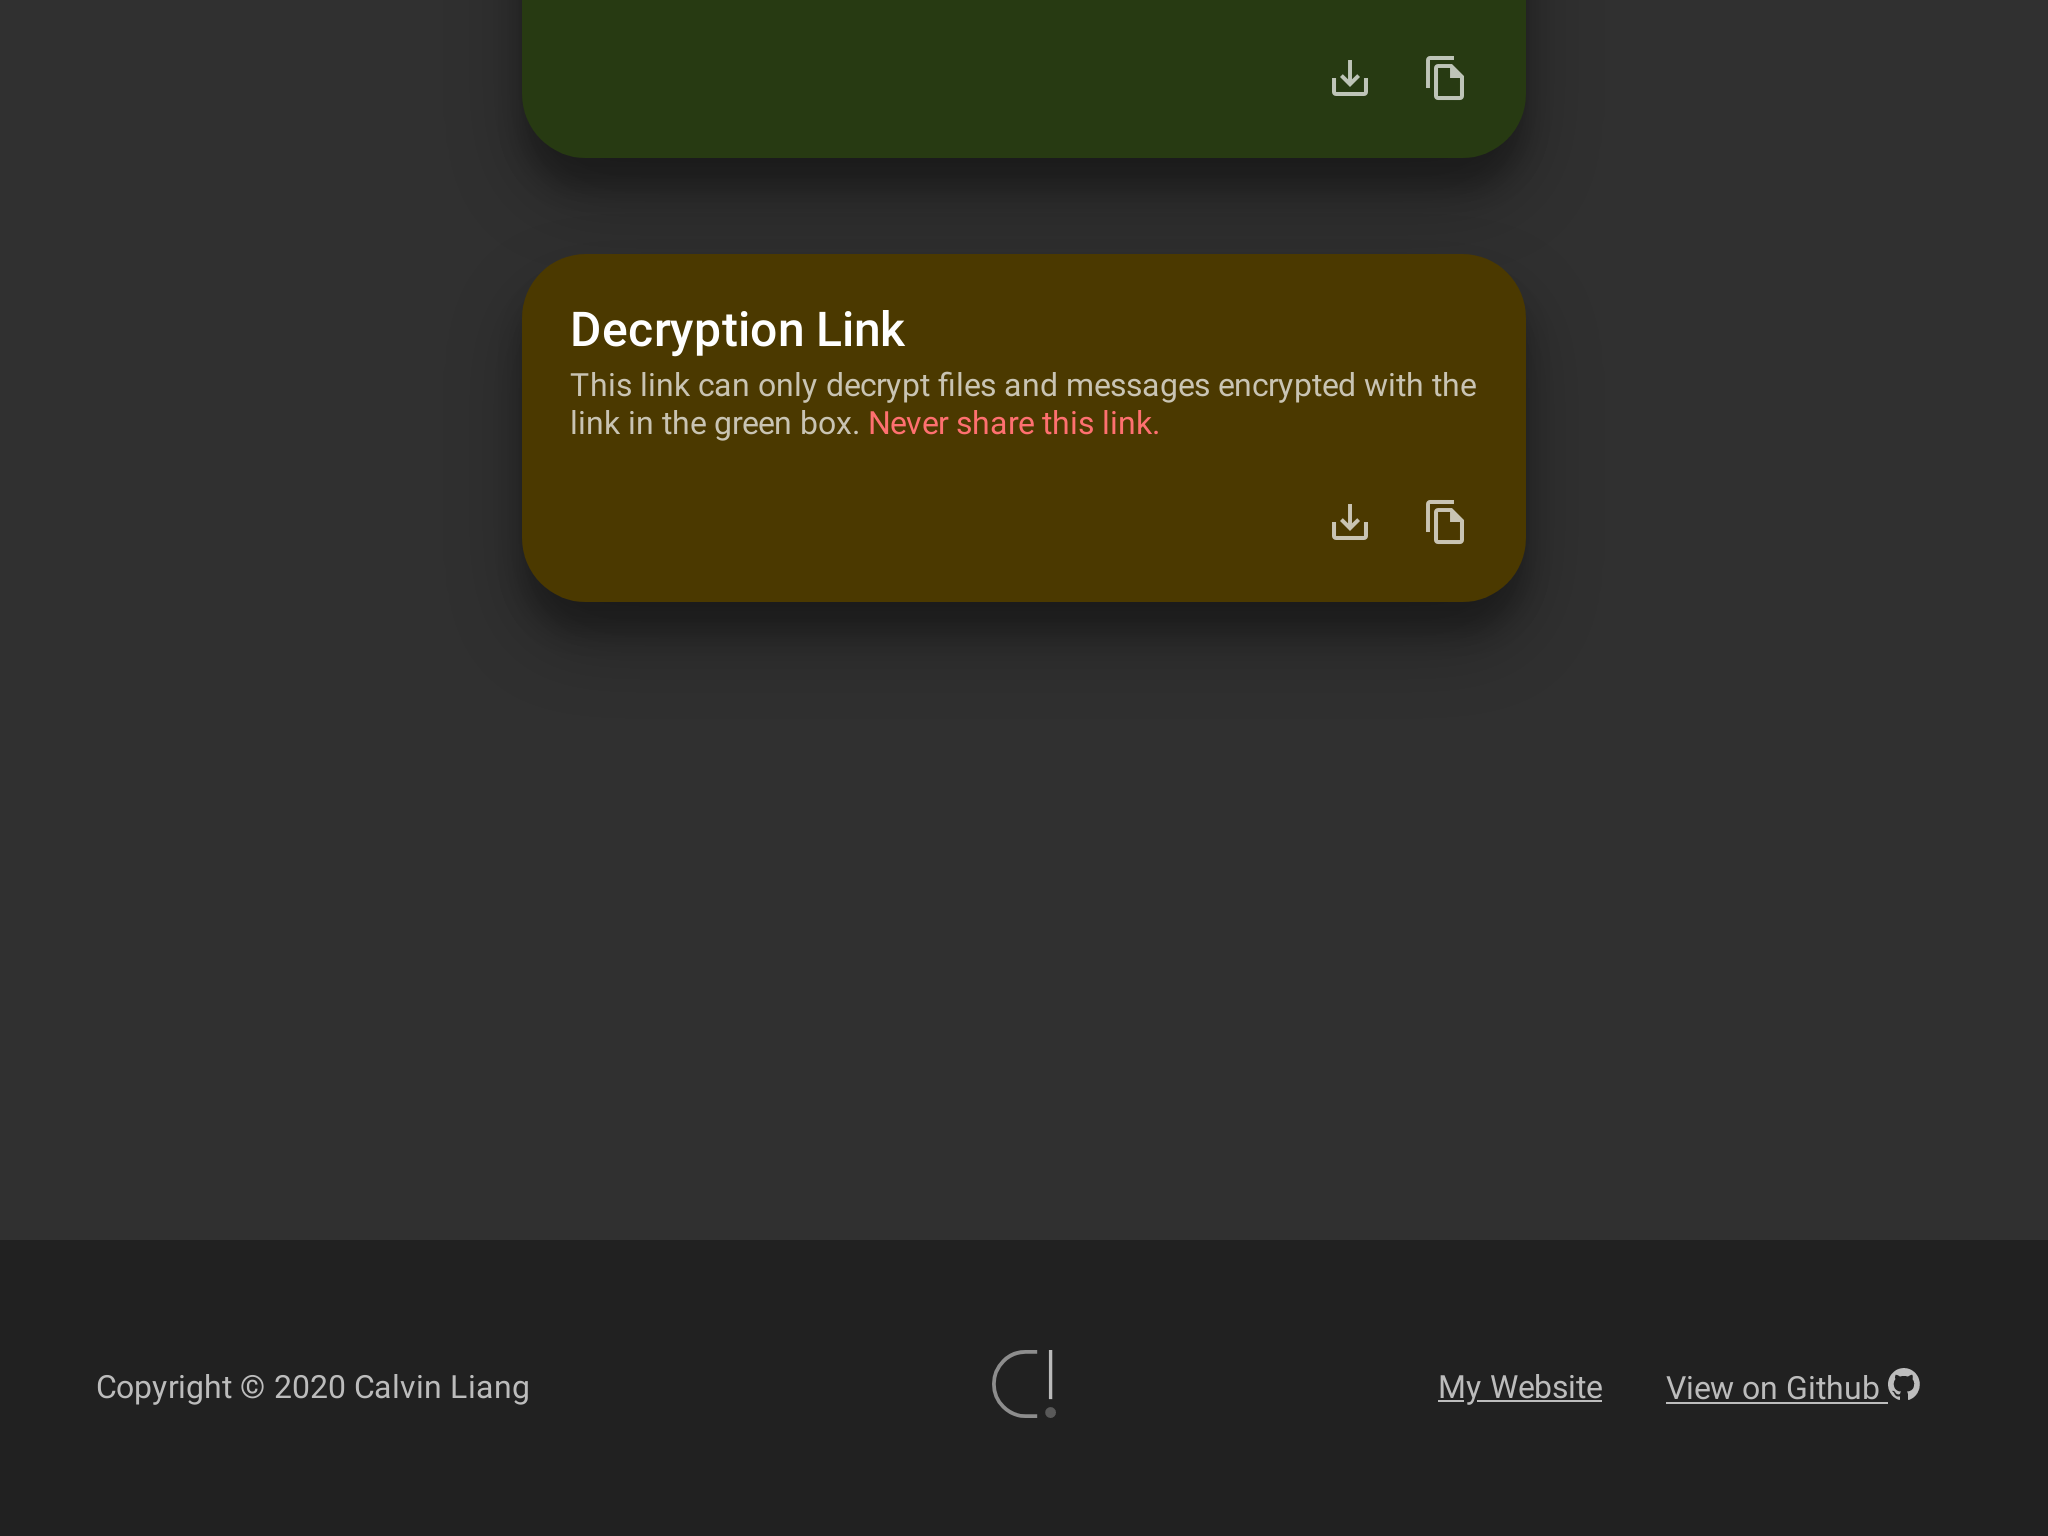 Decryption Link
This link can only decrypt files and messages encrypted with the
link in the green box. Never share this link.
Copyright © 2020 Calvin Liang
My Website
View on Github